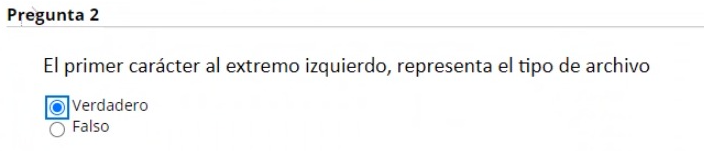 Pregunta 2
El primer carácter al extremo izquierdo, representa el tipo de archivo
Verdadero
Falso